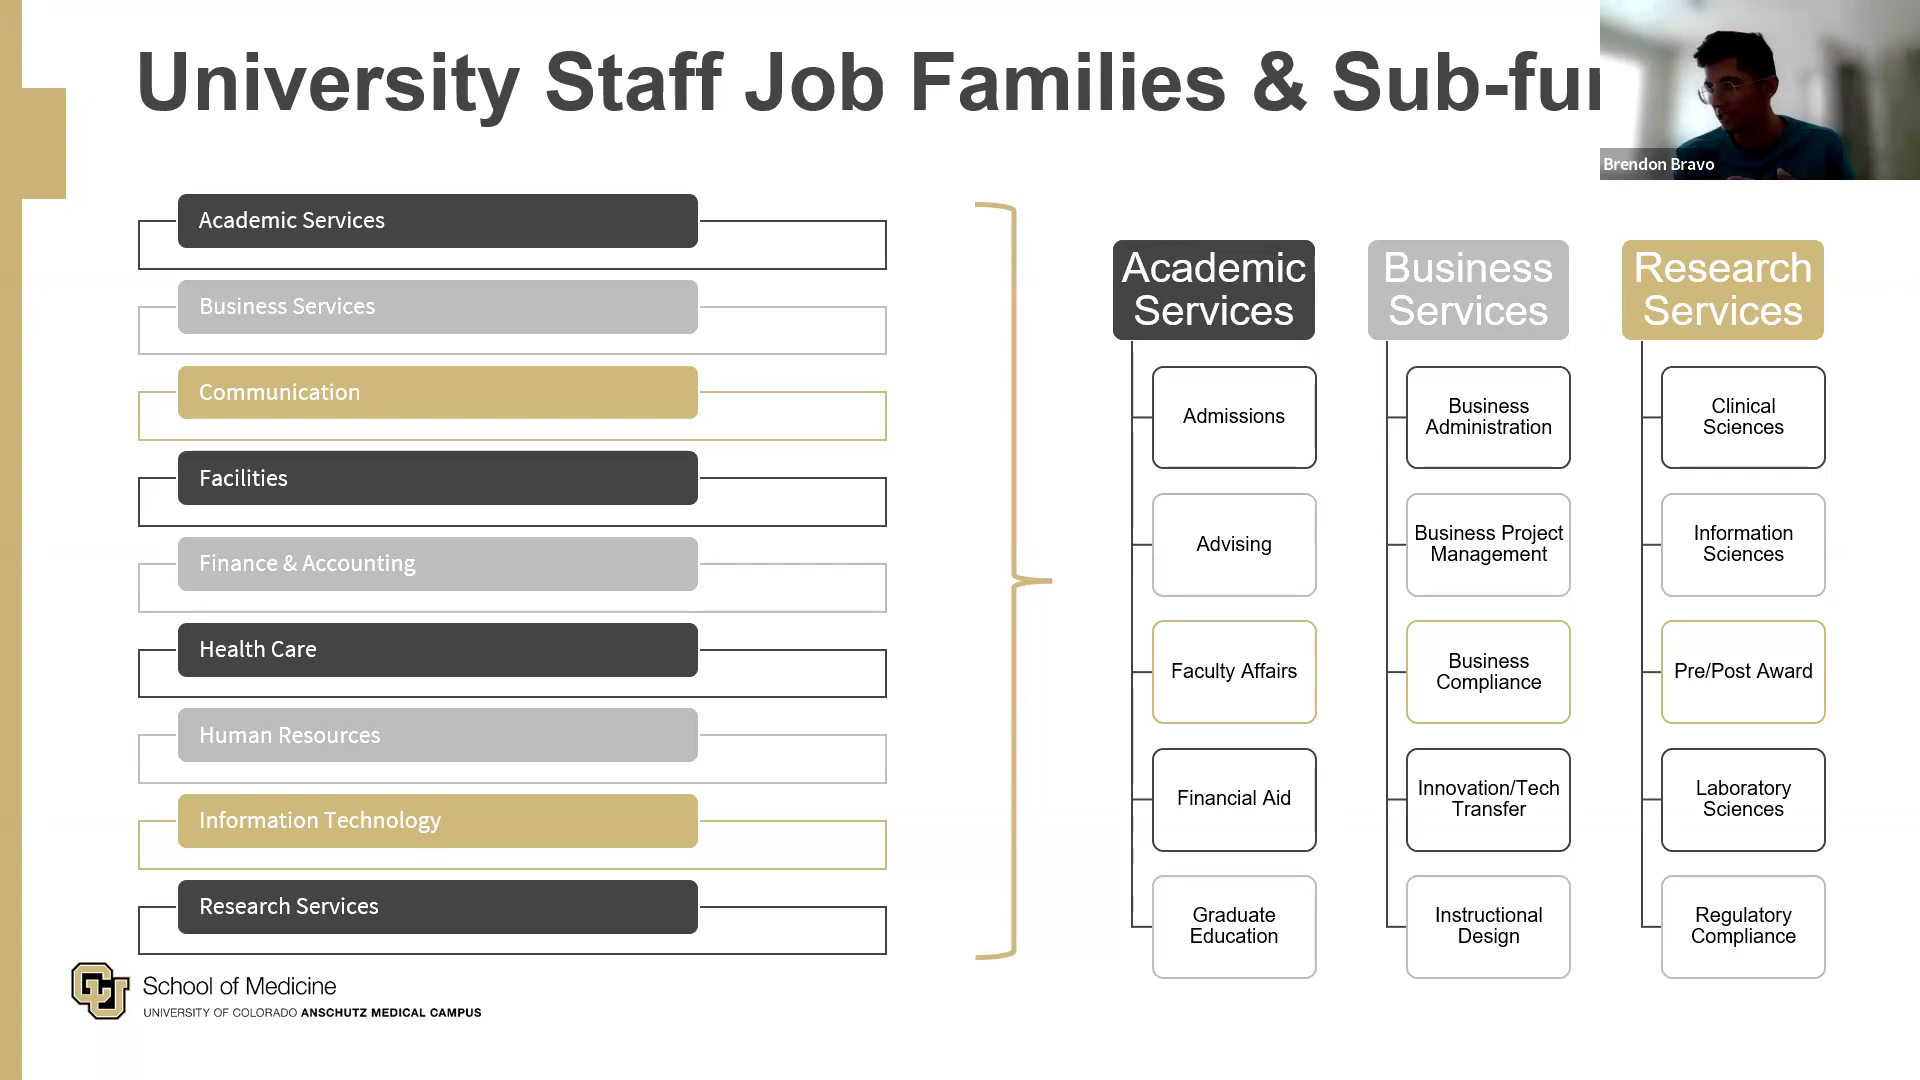 University Staff Job Families & Sub-fun
Brendon Bravo
Academic Services
Business Services
Communication
Facilities
Finance & Accounting
Health Care
Human Resources
Information Technology
Research Services
Academic
Services
Admissions
Advising
Faculty Affairs
Financial Aid
Graduate
Education
Business
Services
Business
Administration
Business Project
Management
Business
Compliance
Innovation/Tech
Transfer
Instructional
Design
Research
Services
Clinical
Sciences
Information
Sciences
Pre/Post Award
Laboratory
Sciences
Regulatory
Compliance
CU
School of Medicine
UNIVERSITY OF COLORADO ANSCHUTZ MEDICAL CAMPUS